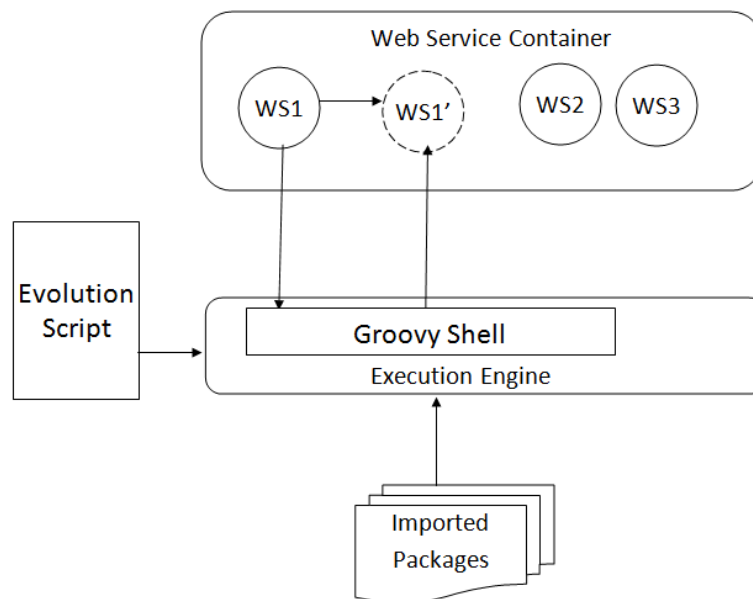 Web Service Container
WS1
WS1’
WS2
WS3
Evolution
Script
Groovy Shell
Execution Engine
Imported
Packages